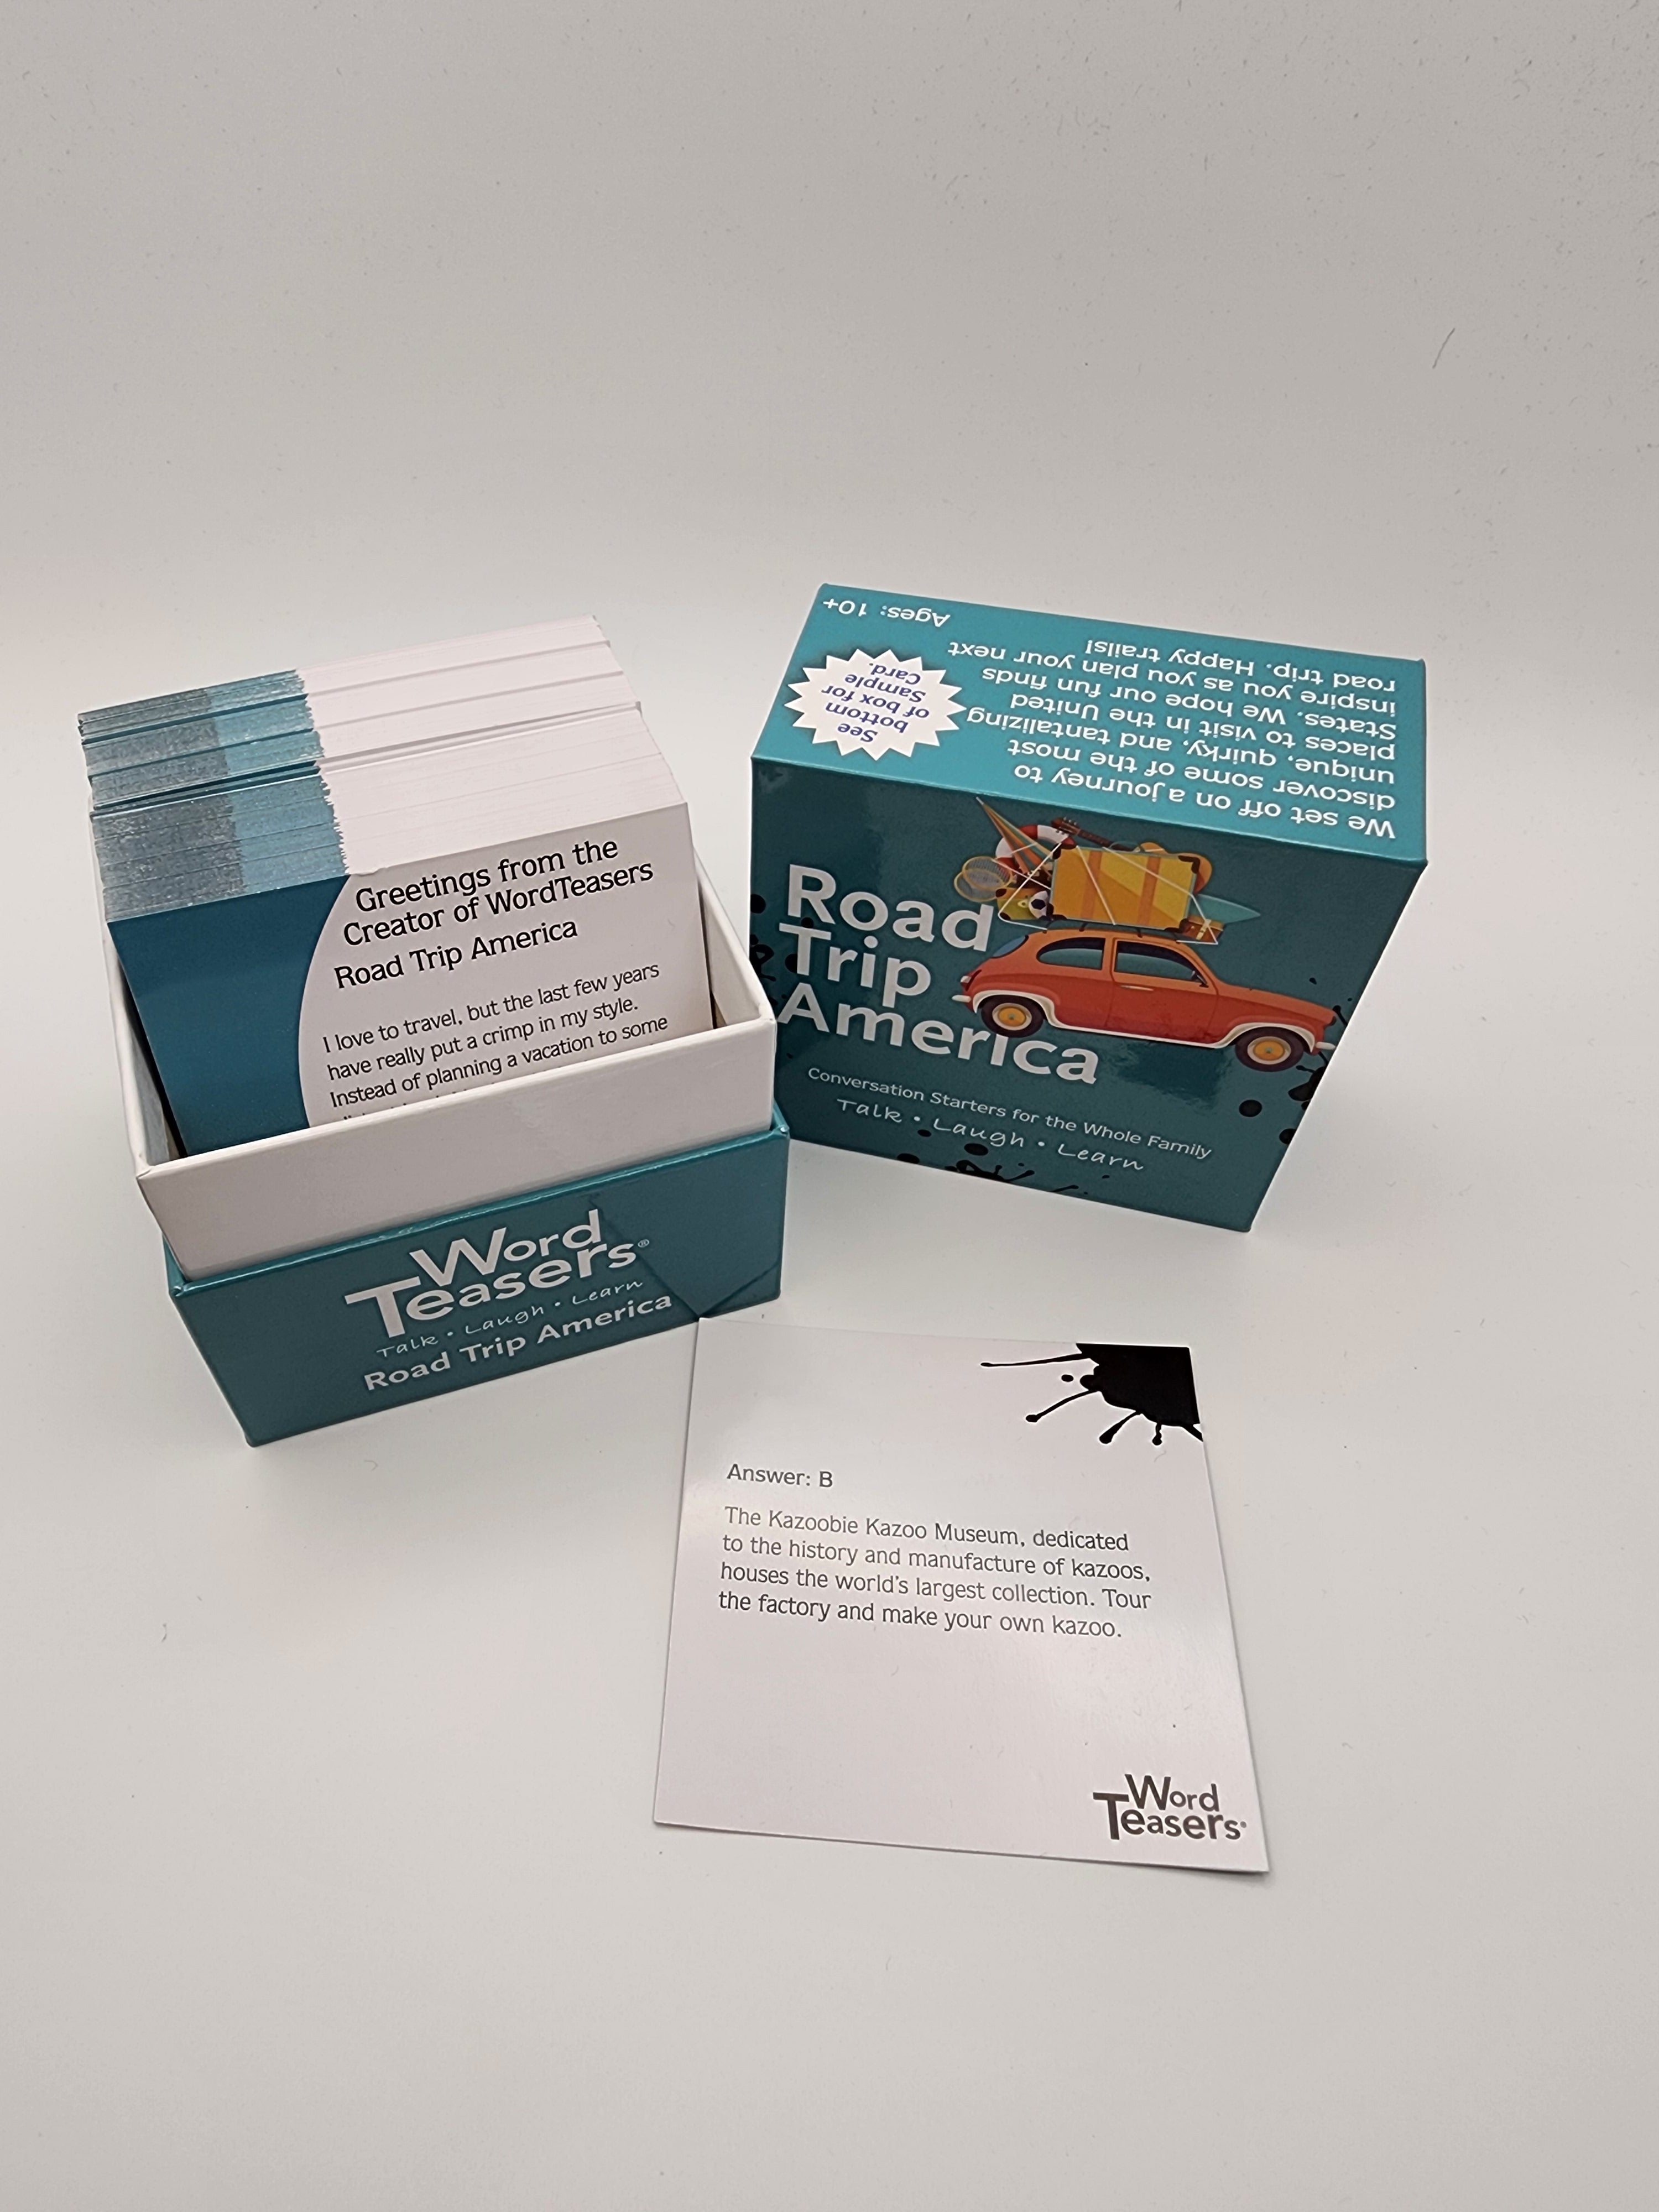 Greetings from the
Creator of WordTeasers
Road Trip America
I love to travel, but the last few years
have really put a crimp in my style.
Instead of planning a vacation to some
Word
Teasers®
Talk • Laugh • Learn
Road Trip America
We set off on a journey to
discover some of the most
unique, quirky, and tantalizing
places to visit in the United
States. We hope our fun finds
inspire you as you plan your next
road trip. Happy trails!
See
bottom
of box for
Sample
Card.
Ages: 10+
Road
Trip
America
Conversation Starters for the Whole Family
Talk • Laugh • Learn
Answer: B
The Kazoobie Kazoo Museum, dedicated
to the history and manufacture of kazoos,
houses the world's largest collection. Tour
the factory and make your own kazoo.
Word
Teasers®